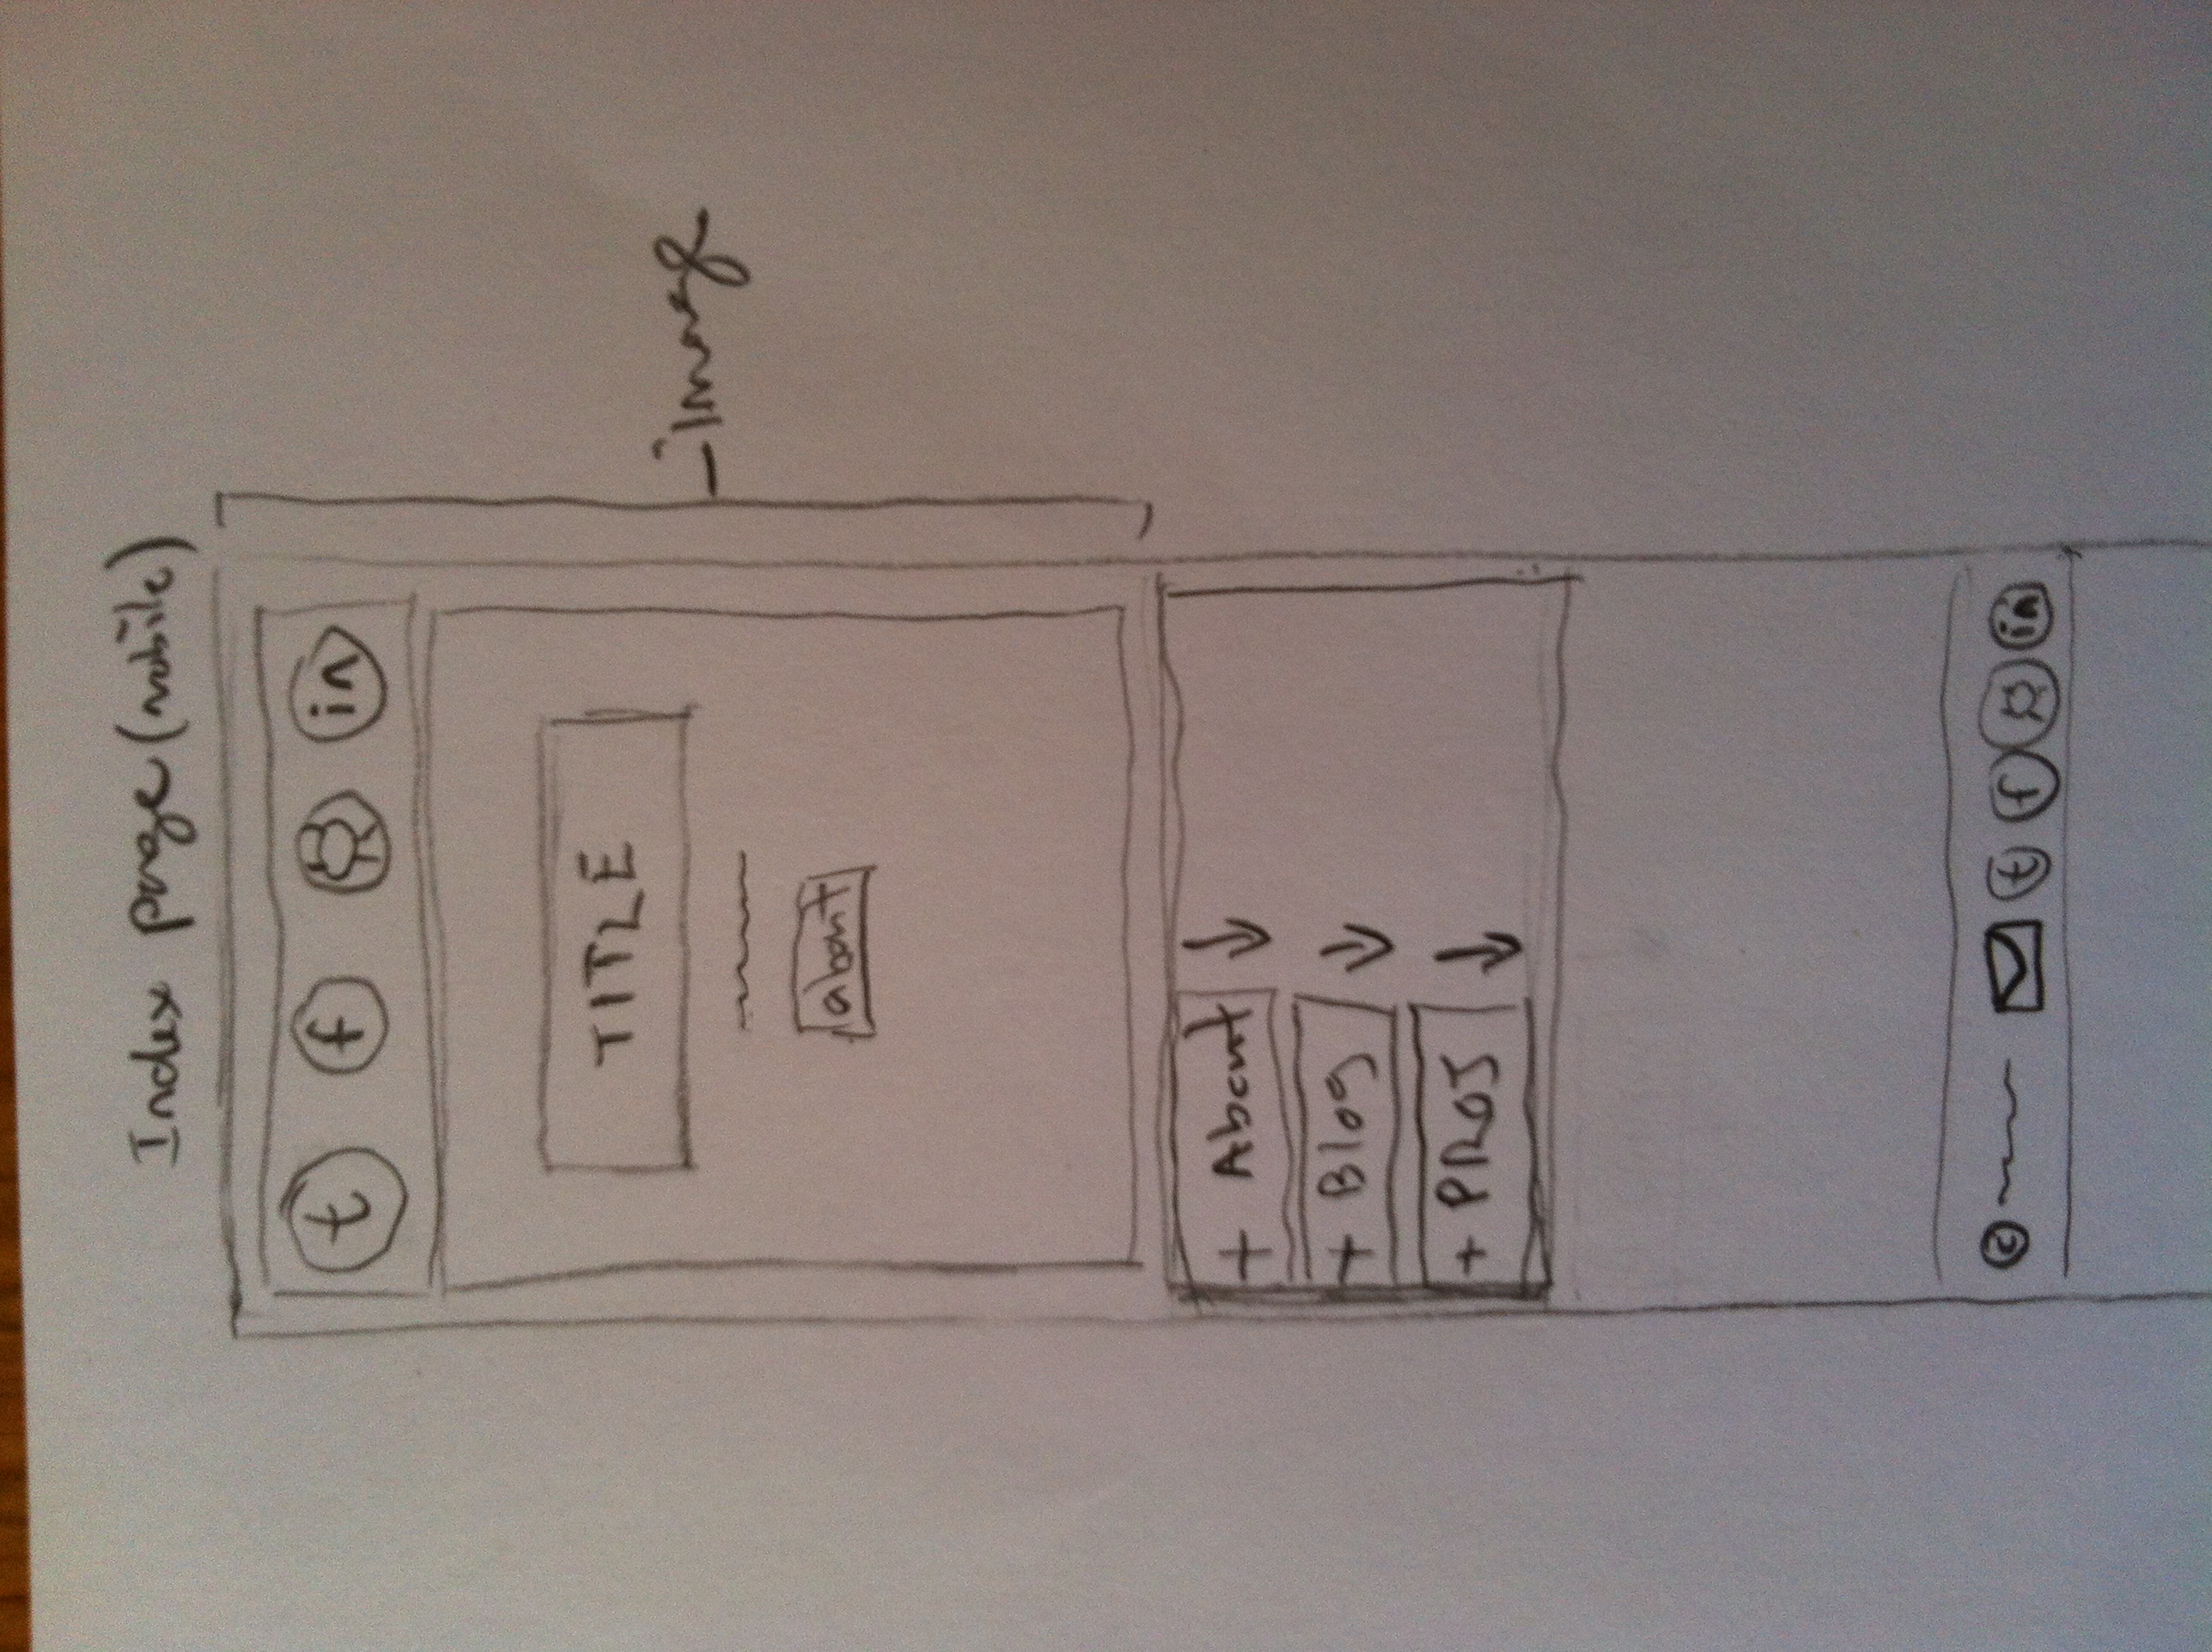 Index page (mobile)
t f in
TITLE
image
about
+ About ↓
+ Blog ↓
+ PROJ ↓
© t f in